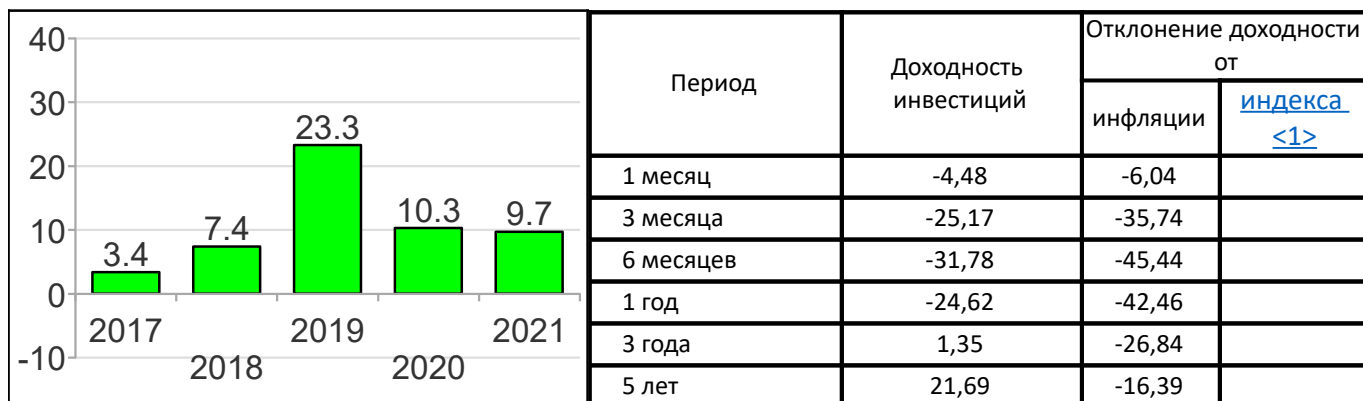 40
30
20
10
0
-10
3.4
7.4
23.3
10.3
9.7
2017
2018
2019
2020
2021
Период
Доходность
инвестиций
Отклонение доходности
от
инфляции
индекса
<1>
1 месяц -4,48 -6,04
3 месяца -25,17 -35,74
6 месяцев -31,78 -45,44
1 год -24,62 -42,46
3 года 1,35 -26,84
5 лет 21,69 -16,39